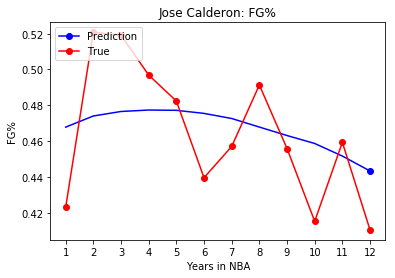 Jose Calderon: FG%
Prediction
True
0.52
0.50
0.48
0.46
0.44
0.42
FG%
1 2 3 4 5 6 7 8 9 10 11 12
Years in NBA